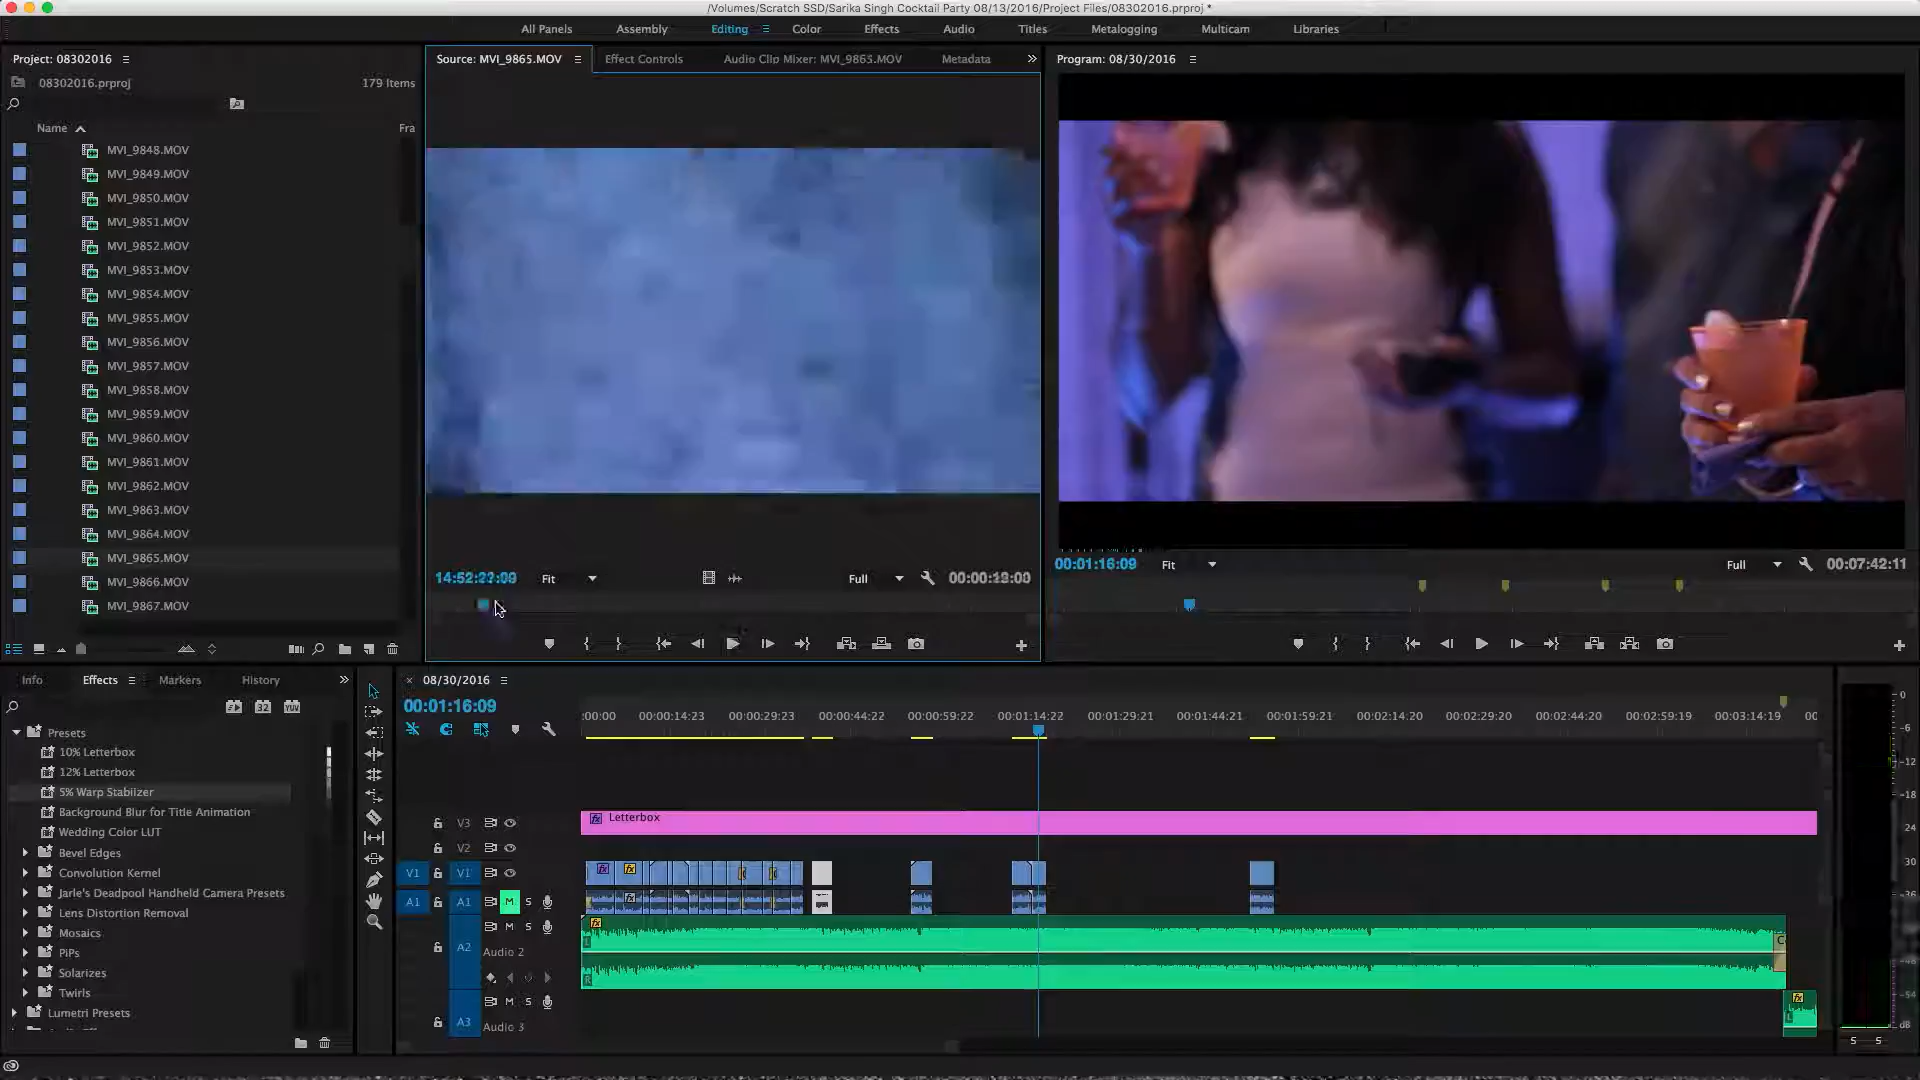 /Volumes/Scratch SSD/Sarika Singh Cocktail Party 08/13/2016/Project Files/08302016.prproj *
All Panels Assembly Editing Color Effects Audio Titles Metalogging Multicam Libraries
Project: 08302016
08302016.prproj 179 Items
Name Fra
MVI_9848.MOV
MVI_9849.MOV
MVI_9850.MOV
MVI_9851.MOV
MVI_9852.MOV
MVI_9853.MOV
MVI_9854.MOV
MVI_9855.MOV
MVI_9856.MOV
MVI_9857.MOV
MVI_9858.MOV
MVI_9859.MOV
MVI_9860.MOV
MVI_9861.MOV
MVI_9862.MOV
MVI_9863.MOV
MVI_9864.MOV
MVI_9865.MOV
MVI_9866.MOV
MVI_9867.MOV
Source: MVI_9865.MOV Effect Controls Audio Clip Mixer: MVI_9865.MOV Metadata
Fit Full
Program: 08/30/2016
00:01:16:09 Fit Full 00:07:42:11
Info Effects Markers History
Presets
10% Letterbox
12% Letterbox
5% Warp Stabilzer
Background Blur for Title Animation
Wedding Color LUT
Bevel Edges
Convolution Kernel
Jarle's Deadpool Handheld Camera Presets
Lens Distortion Removal
Mosaics
PiPs
Solarizes
Twirls
Lumetri Presets
08/30/2016
00:01:16:09
:00:00 00:00:14:23 00:00:29:23 00:00:44:22 00:00:59:22 00:01:14:22 00:01:29:21 00:01:44:21 00:01:59:21 00:02:14:20 00:02:29:20 00:02:44:20 00:02:59:19 00:03:14:19 00
V3 Letterbox
V2
V1 V1
A1 A1 M S
M S
A2 Audio 2
M S
A3 Audio 3
L
R
0
-6
-12
-18
24
30
-36
-54
dB
S S